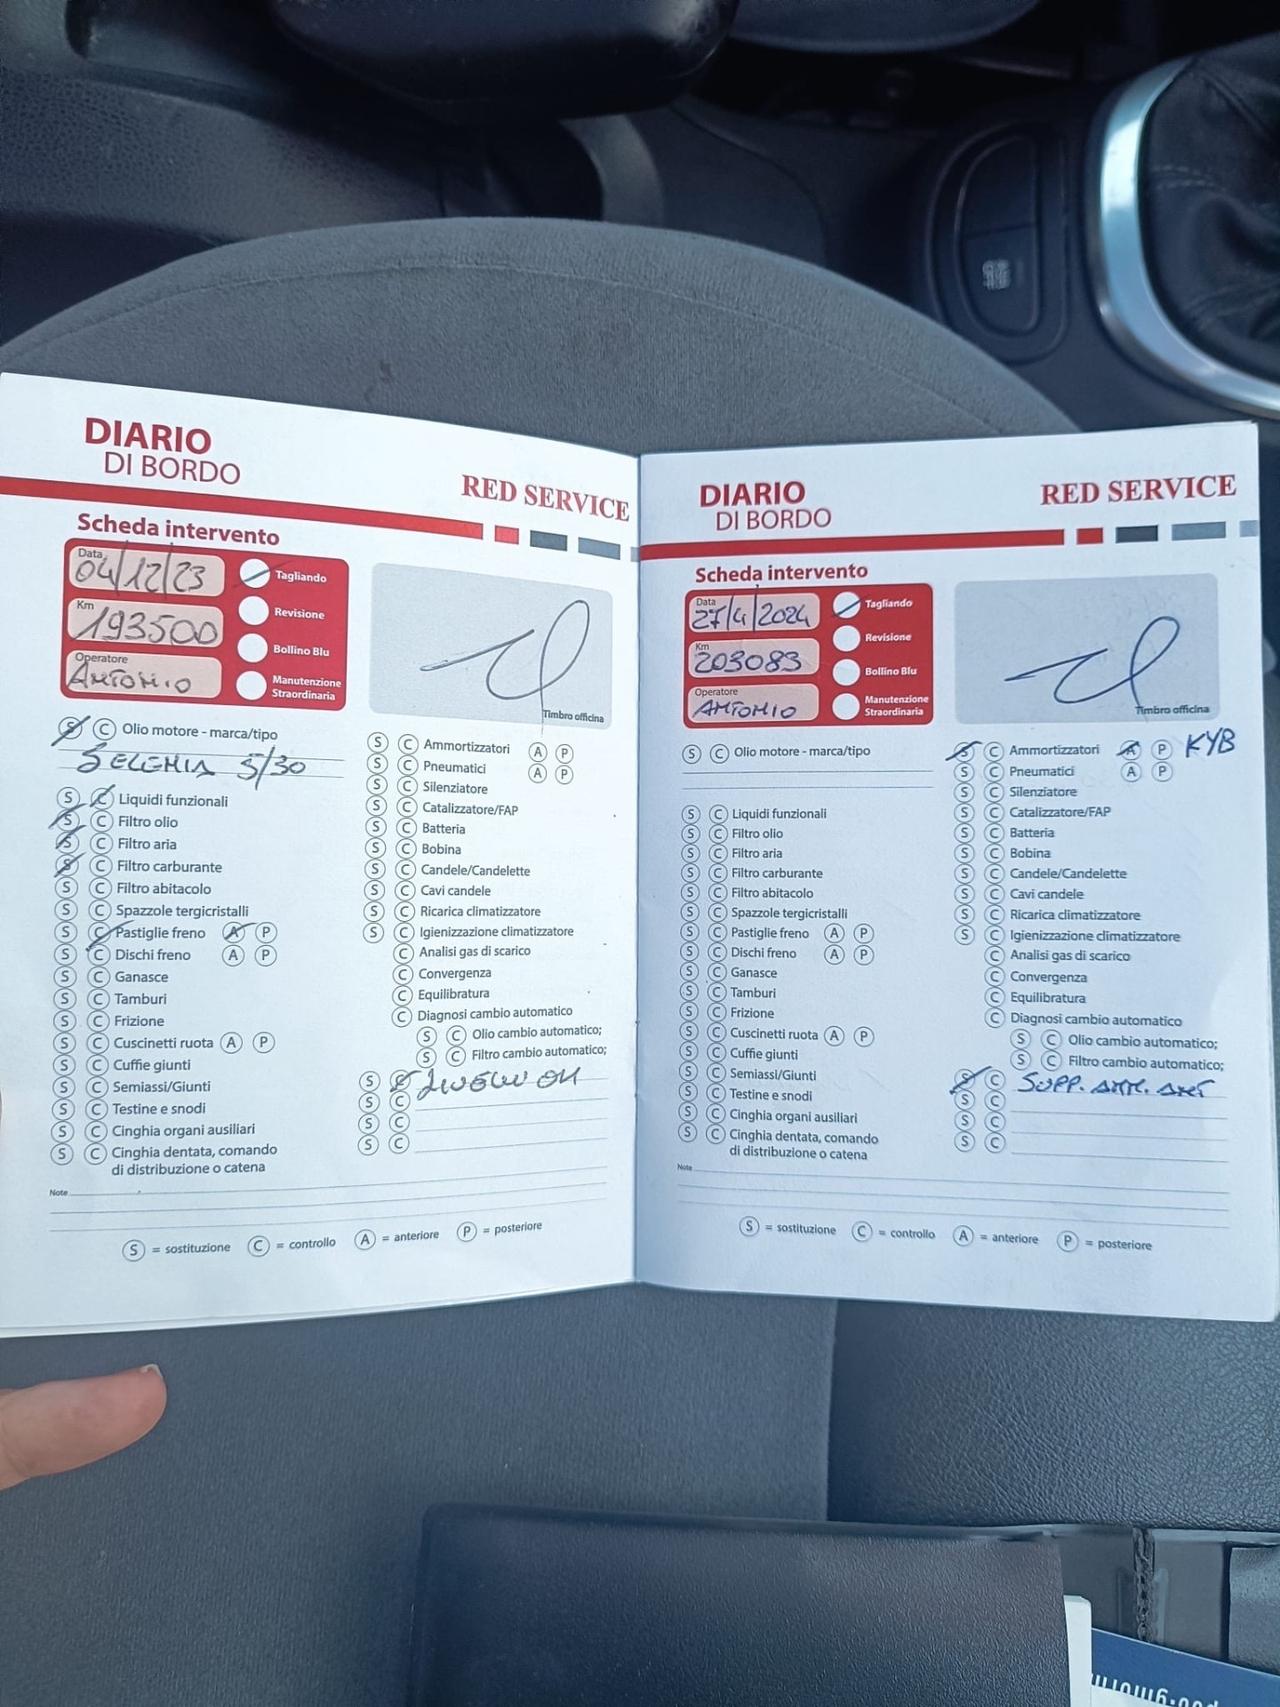 DIARIO
DI BORDO
RED SERVICE
Scheda intervento
Data
04/12/23
Tagliando
Km
193500
Revisione
Bollino Blu
Operatore
ANTONIO
Manutenzione
Straordinaria
Timbro officina
S C Olio motore - marca/tipo
SELENIA 5/30
S C Liquidi funzionali
S C Filtro olio
S C Filtro aria
S C Filtro carburante
S C Filtro abitacolo
S C Spazzole tergicristalli
S C Pastiglie freno A P
S C Dischi freno A P
S C Ganasce
S C Tamburi
S C Frizione
S C Cuscinetti ruota A P
S C Cuffie giunti
S C Semiassi/Giunti
S C Testine e snodi
S C Cinghia organi ausiliari
S C Cinghia dentata, comando
di distribuzione o catena
S C Ammortizzatori A P
S C Pneumatici A P
S C Silenziatore
S C Catalizzatore/FAP
S C Batteria
S C Bobina
S C Candele/Candelette
S C Cavi candele
S C Ricarica climatizzatore
S C Igienizzazione climatizzatore
C Analisi gas di scarico
C Convergenza
C Equilibratura
C Diagnosi cambio automatico
S C Olio cambio automatico;
S C Filtro cambio automatico;
S C
S C
S C
S C
Note
S = sostituzione C = controllo A = anteriore P = posteriore
DIARIO
DI BORDO
RED SERVICE
Scheda intervento
Data
27/4/2024
Tagliando
Km
203083
Revisione
Bollino Blu
Operatore
ANTONIO
Manutenzione
Straordinaria
Timbro officina
S C Olio motore - marca/tipo
S C Liquidi funzionali
S C Filtro olio
S C Filtro aria
S C Filtro carburante
S C Filtro abitacolo
S C Spazzole tergicristalli
S C Pastiglie freno A P
S C Dischi freno A P
S C Ganasce
S C Tamburi
S C Frizione
S C Cuscinetti ruota A P
S C Cuffie giunti
S C Semiassi/Giunti
S C Testine e snodi
S C Cinghia organi ausiliari
S C Cinghia dentata, comando
di distribuzione o catena
S C Ammortizzatori A P KYB
S C Pneumatici A P
S C Silenziatore
S C Catalizzatore/FAP
S C Batteria
S C Bobina
S C Candele/Candelette
S C Cavi candele
S C Ricarica climatizzatore
S C Igienizzazione climatizzatore
C Analisi gas di scarico
C Convergenza
C Equilibratura
C Diagnosi cambio automatico
S C Olio cambio automatico;
S C Filtro cambio automatico;
S C SUPP. AMM. ANT
S C
S C
S C
Note
S = sostituzione C = controllo A = anteriore P = posteriore